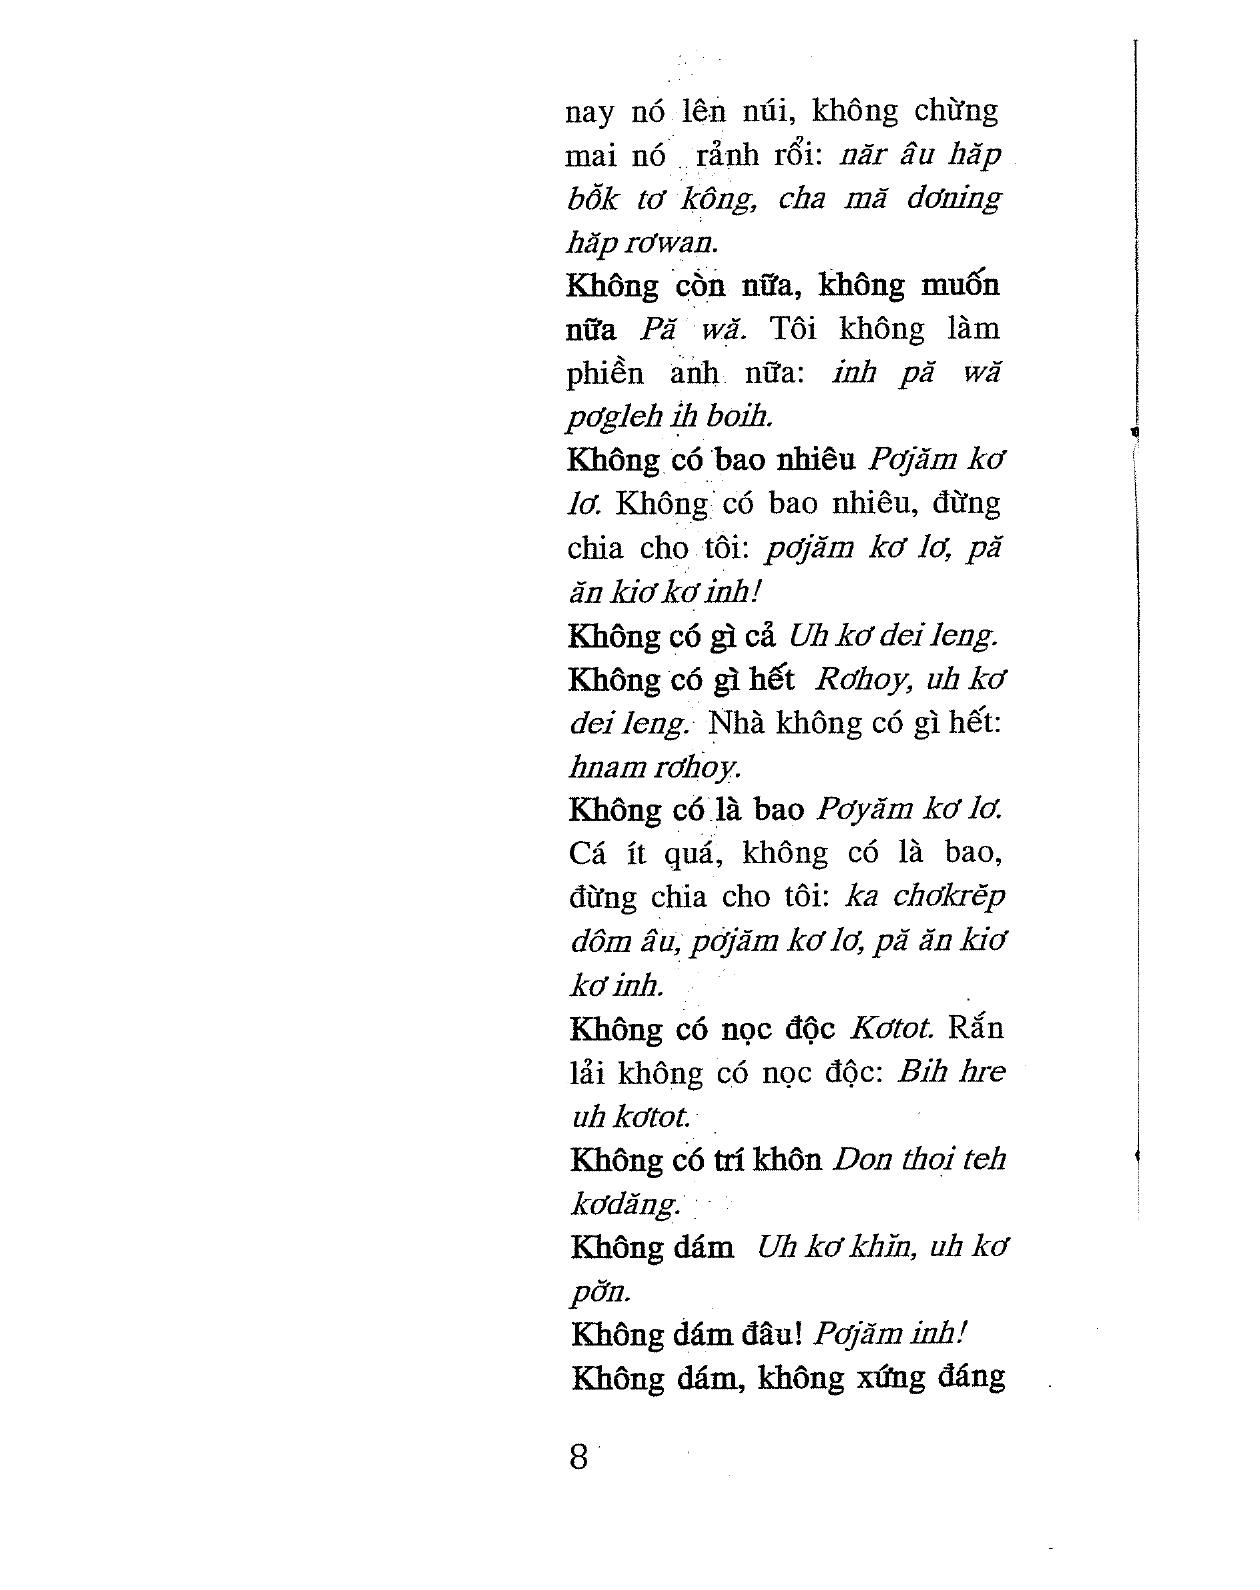 nay nó lên núi, không chừng
mai nó rảnh rổi: năr âu hăp
bỗk tơ kông, cha mă dơning
hăp rơwan.
Không còn nữa, không muốn
nữa Pă wă. Tôi không làm
phiền anh nữa: inh pă wă
pơgleh ih boih.
Không có bao nhiêu Pơjăm kơ
lơ. Không có bao nhiêu, đừng
chia cho tôi: pơjăm kơ lơ, pă
ăn kiơ kơ inh!
Không có gì cả Uh kơ dei leng.
Không có gì hết Rơhoy, uh kơ
dei leng. Nhà không có gì hết:
hnam rơhoy.
Không có là bao Pơyăm kơ lơ.
Cá ít quá, không có là bao,
đừng chia cho tôi: ka chơkrĕp
dôm âu, pơjăm kơ lơ, pă ăn kiơ
kơ inh.
Không có nọc độc Kơtot. Rắn
lải không có nọc độc: Bih hre
uh kơtot.
Không có trí khôn Don thoi teh
kơdăng.
Không dám Uh kơ khĭn, uh kơ
pơ̆n.
Không dám đâu! Pơjăm inh!
Không dám, không xứng đáng
8